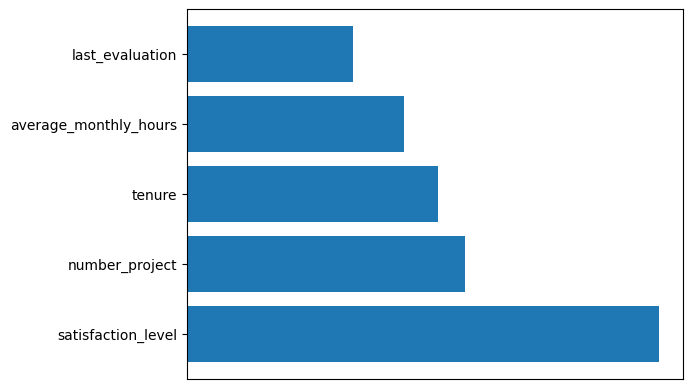 last_evaluation
average_monthly_hours
tenure
number_project
satisfaction_level